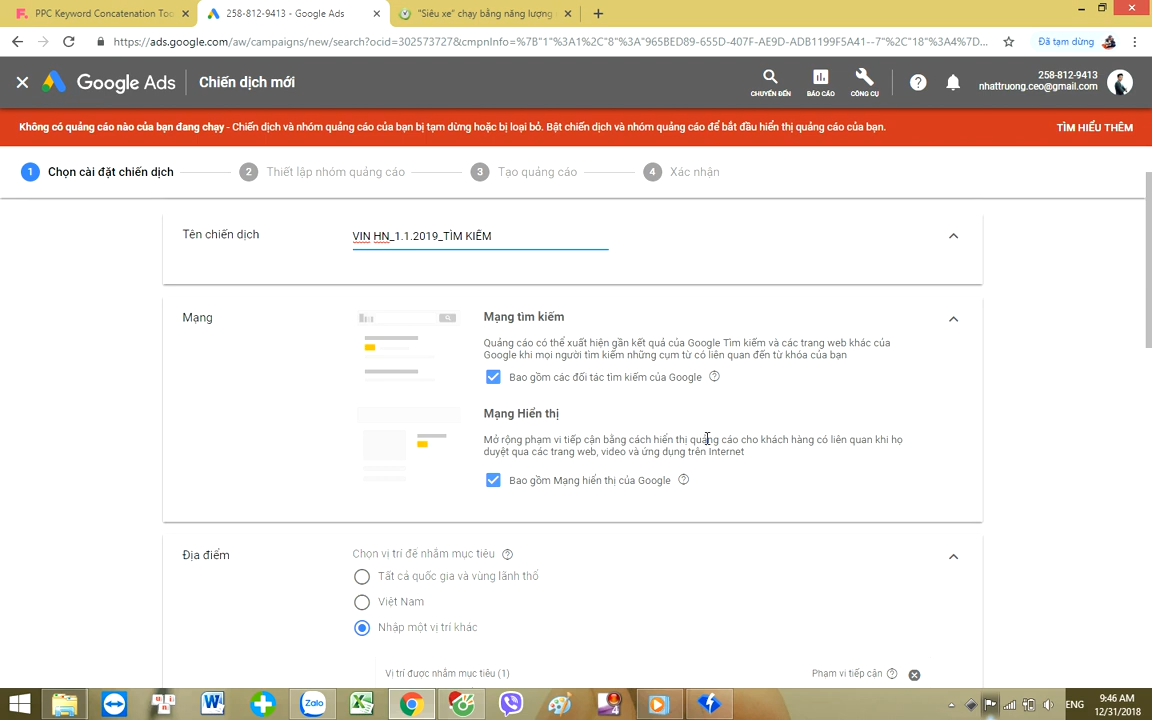 PPC Keyword Concatenation Too
258-812-9413 - Google Ads
"Siêu xe" chạy bằng năng lượng
https://ads.google.com/aw/campaigns/new/search?ocid=302573727&cmpnInfo=%7B"1"%3A1%2C"8"%3A"965BED89-655D-407F-AE9D-ADB1199F5A41--7"%2C"18"%3A4%7D...
Đã tạm dừng
Google Ads
Chiến dịch mới
CHUYỂN ĐẾN
BÁO CÁO
CÔNG CỤ
258-812-9413
nhattruong.ceo@gmail.com
Không có quảng cáo nào của bạn đang chạy - Chiến dịch và nhóm quảng cáo của bạn bị tạm dừng hoặc bị loại bỏ. Bật chiến dịch và nhóm quảng cáo để bắt đầu hiển thị quảng cáo của bạn.
TÌM HIỂU THÊM
1 Chọn cài đặt chiến dịch
2 Thiết lập nhóm quảng cáo
3 Tạo quảng cáo
4 Xác nhận
Tên chiến dịch
VIN HN_1.1.2019_TÌM KIẾM
Mạng
Mạng tìm kiếm
Quảng cáo có thể xuất hiện gần kết quả của Google Tìm kiếm và các trang web khác của
Google khi mọi người tìm kiếm những cụm từ có liên quan đến từ khóa của bạn
Bao gồm các đối tác tìm kiếm của Google
Mạng Hiển thị
Mở rộng phạm vi tiếp cận bằng cách hiển thị quảng cáo cho khách hàng có liên quan khi họ
duyệt qua các trang web, video và ứng dụng trên Internet
Bao gồm Mạng hiển thị của Google
Địa điểm
Chọn vị trí để nhắm mục tiêu
Tất cả quốc gia và vùng lãnh thổ
Việt Nam
Nhập một vị trí khác
Vị trí được nhắm mục tiêu (1)
Phạm vi tiếp cận
Zalo
ENG
9:46 AM
12/31/2018